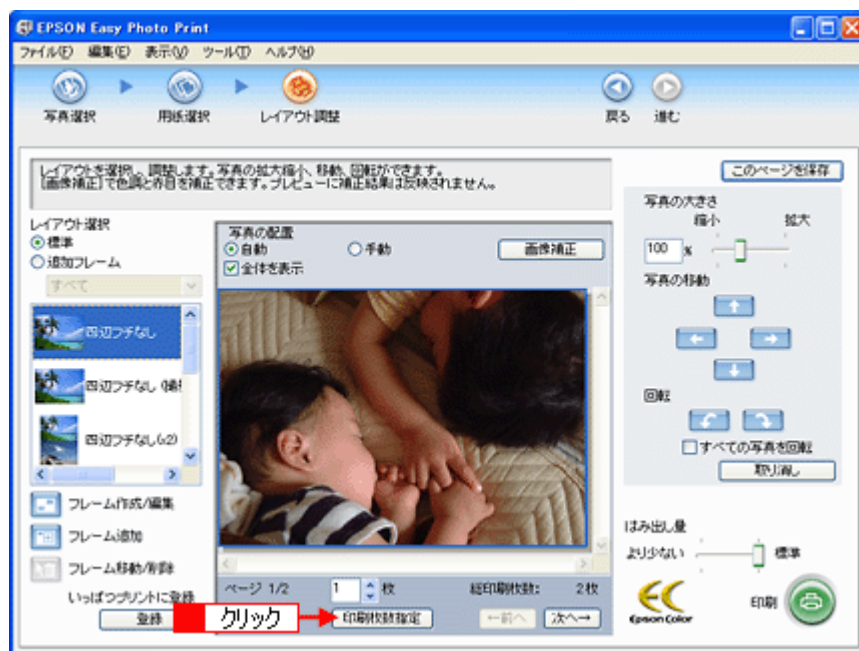 EPSON Easy Photo Print
ファイル(F) 編集(E) 表示(V) ツール(T) ヘルプ(H)
写真選択 用紙選択 レイアウト調整 戻る 進む
レイアウトを選択し、調整します。写真の拡大縮小、移動、回転ができます。
[画像補正]で色調と赤目を補正できます。プレビューに補正結果は反映されません。
このページを保存
レイアウト選択
標準
追加フレーム
すべて
四辺フチなし
四辺フチなし
四辺フチなし(x2)
フレーム作成/編集
フレーム追加
フレーム移動/削除
いっぱつプリントに登録
登録
写真の配置
自動 手動 画像補正
全体を表示
ページ 1/2 1 枚 総印刷枚数: 2枚
クリック
印刷枚数指定 ←前へ 次へ→
写真の大きさ
縮小 拡大
100 %
写真の移動
回転
すべての写真を回転
取り消し
はみ出し量
より少ない 標準
Epson Color
印刷